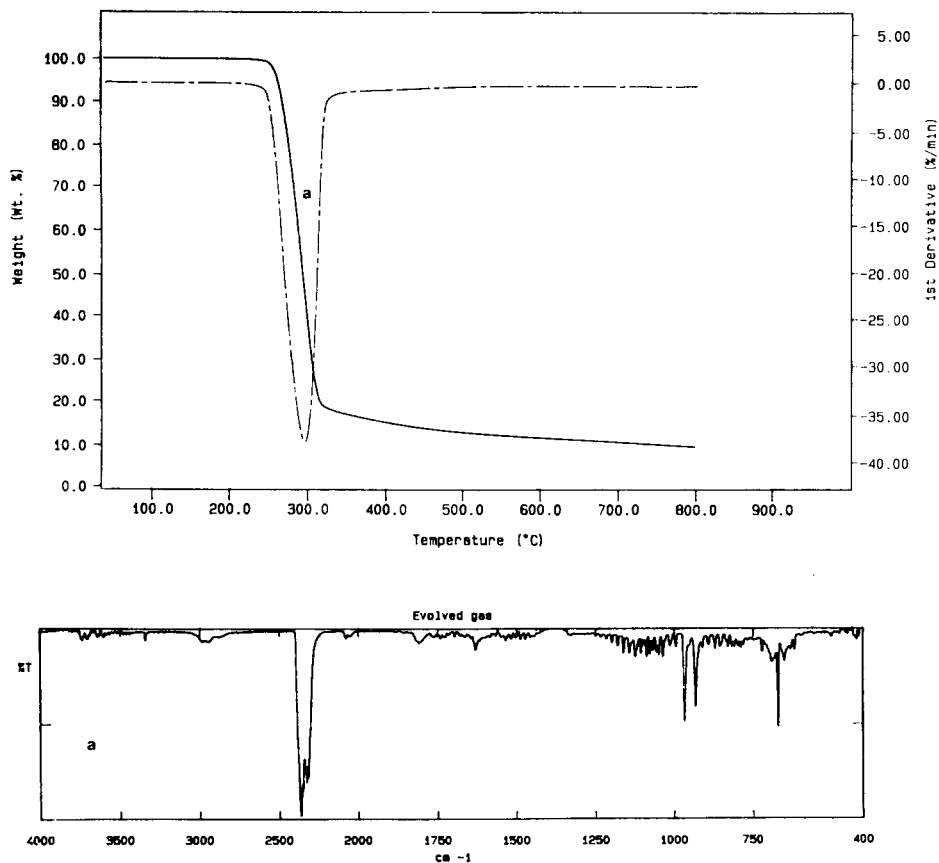 5.00
100.0
0.00
90.0
-5.00
80.0
-10.00
70.0
a
-15.00
60.0
-20.00
50.0
-25.00
40.0
-30.00
30.0
-35.00
20.0
10.0
-40.00
0.0
Weight (Wt. %)
1st Derivative (%/min)
100.0 200.0 300.0 400.0 500.0 600.0 700.0 800.0 900.0
Temperature (°C)
Evolved gas
%T
a
4000 3500 3000 2500 2000 1750 1500 1250 1000 750 400
cm -1